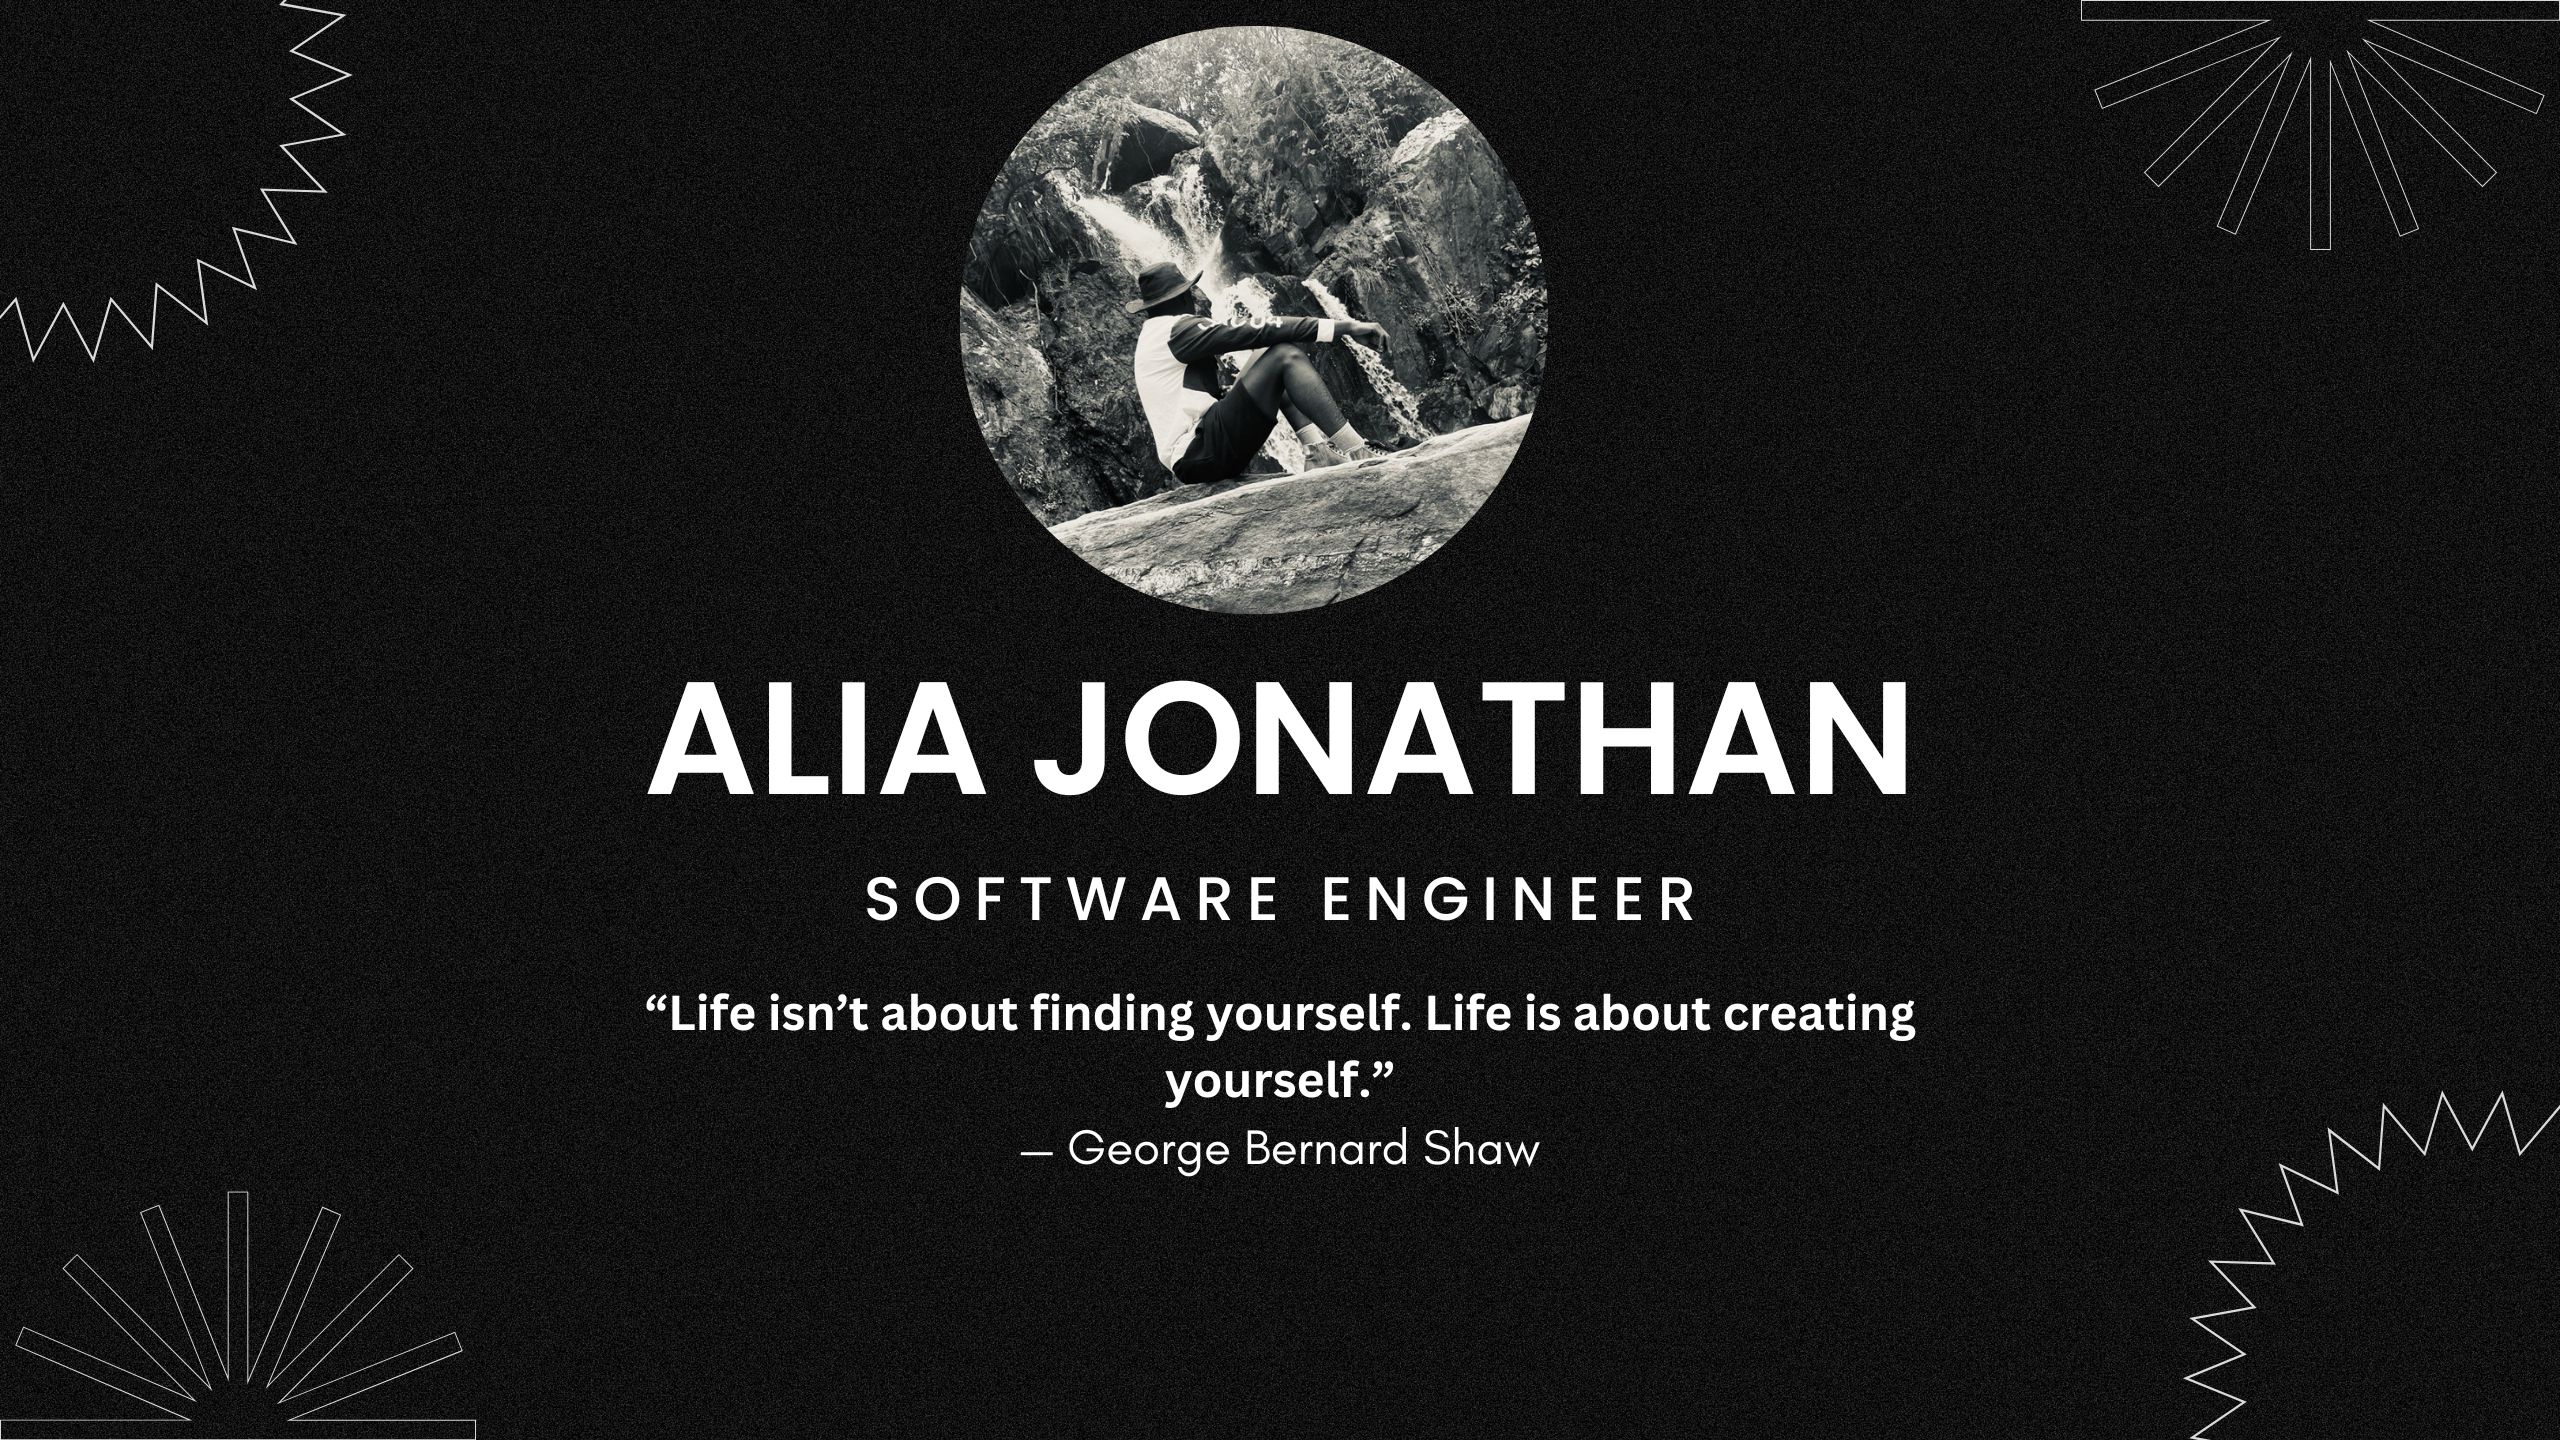 ALIA JONATHAN
SOFTWARE ENGINEER
“Life isn’t about finding yourself. Life is about creating
yourself.”
— George Bernard Shaw